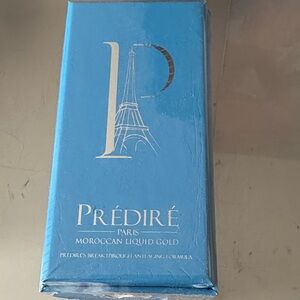 P
PRÉDIRÉ
PARIS
MOROCCAN LIQUID GOLD
PREDIRE'S BREAKTHROUGH ANTI-AGING FORMULA